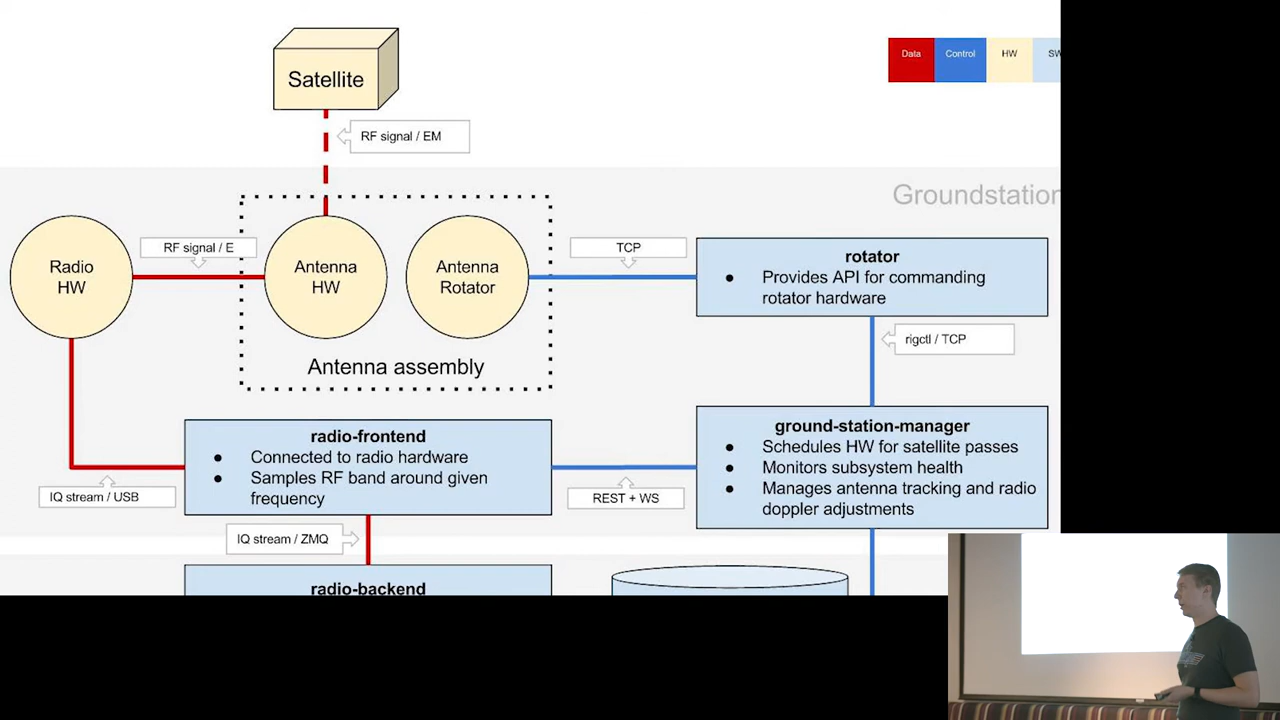 Satellite
Data
Control
HW
RF signal / EM
Groundstation
RF signal / E
TCP
Radio
HW
Antenna
HW
Antenna
Rotator
rotator
● Provides API for commanding
rotator hardware
rigctl / TCP
Antenna assembly
radio-frontend
● Connected to radio hardware
● Samples RF band around given
frequency
ground-station-manager
● Schedules HW for satellite passes
● Monitors subsystem health
● Manages antenna tracking and radio
doppler adjustments
IQ stream / USB
REST + WS
IQ stream / ZMQ
radio-backend